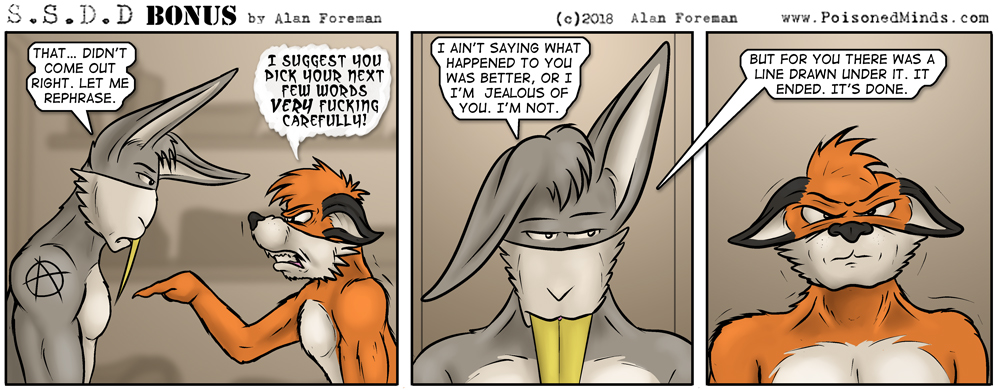 S.S.D.D BONUS by Alan Foreman (c)2018 Alan Foreman www.PoisonedMinds.com
THAT... DIDN'T
COME OUT
RIGHT. LET ME
REPHRASE.
I SUGGEST YOU
PICK YOUR NEXT
FEW WORDS
VERY FUCKING
CAREFULLY!
I AIN'T SAYING WHAT
HAPPENED TO YOU
WAS BETTER, OR I
I'M JEALOUS OF
YOU. I'M NOT.
BUT FOR YOU THERE WAS A
LINE DRAWN UNDER IT. IT
ENDED. IT'S DONE.